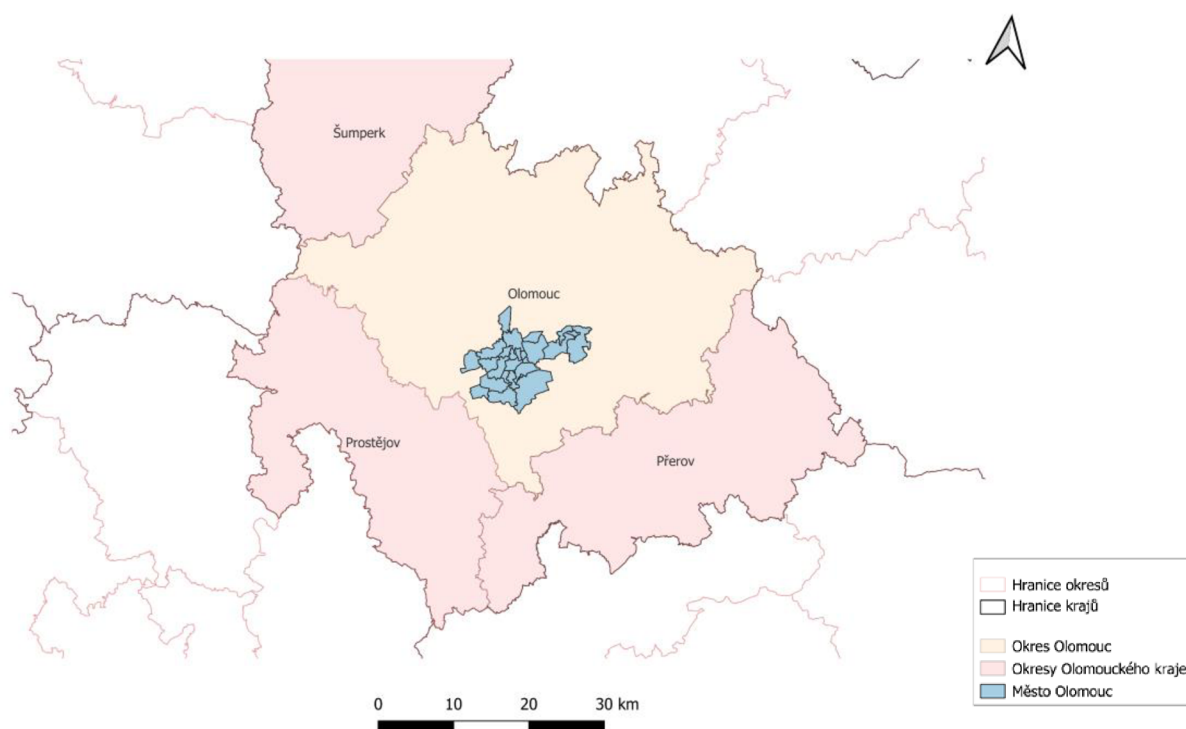 Šumperk
Olomouc
Prostějov
Přerov
Hranice okresů
Hranice krajů
Okres Olomouc
Okresy Olomouckého kraje
Město Olomouc
0 10 20 30 km